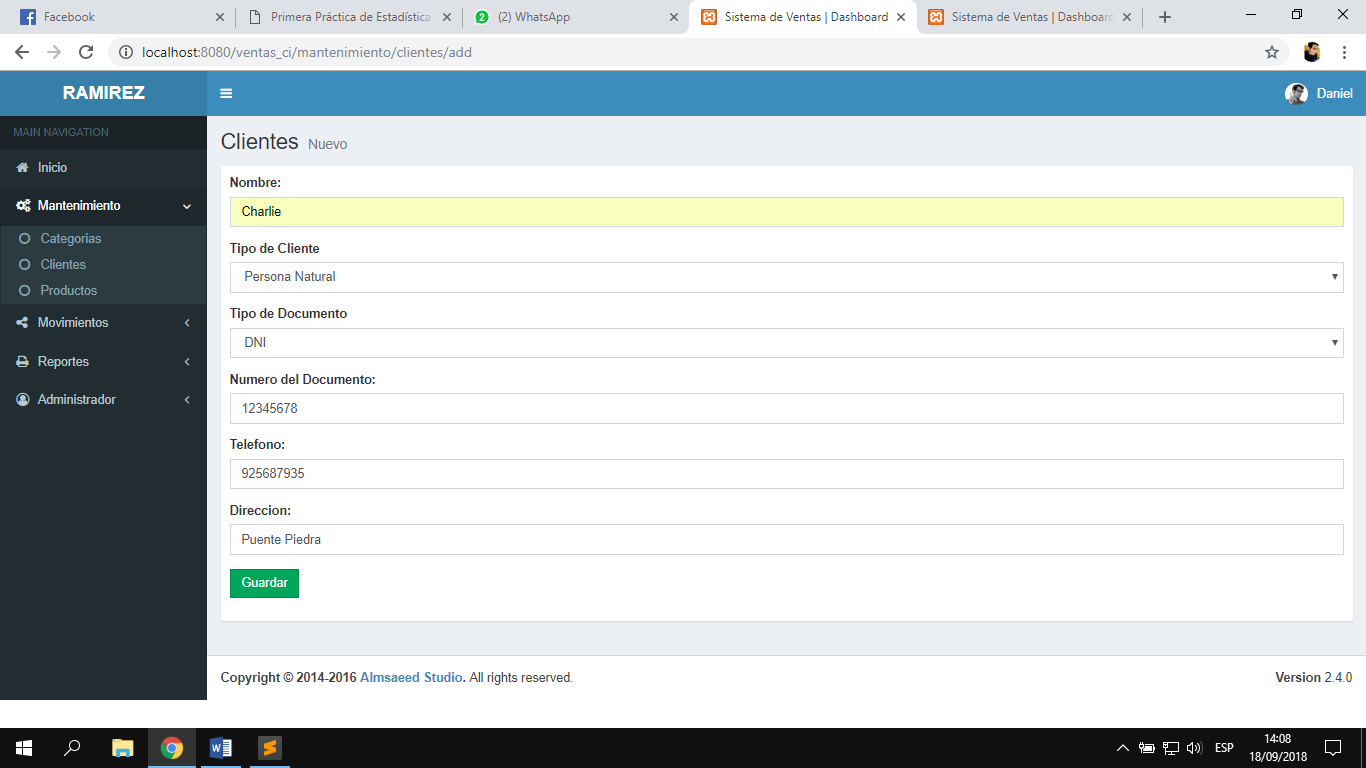 Facebook
Primera Práctica de Estadística
2 (2) WhatsApp
Sistema de Ventas | Dashboard
Sistema de Ventas | Dashboard
localhost:8080/ventas_ci/mantenimiento/clientes/add
RAMIREZ
Daniel
MAIN NAVIGATION
Inicio
Mantenimiento
Categorias
Clientes
Productos
Movimientos
Reportes
Administrador
Clientes Nuevo
Nombre:
Charlie
Tipo de Cliente
Persona Natural
Tipo de Documento
DNI
Numero del Documento:
12345678
Telefono:
925687935
Direccion:
Puente Piedra
Guardar
Copyright © 2014-2016 Almsaeed Studio. All rights reserved.
Version 2.4.0
ESP
14:08
18/09/2018